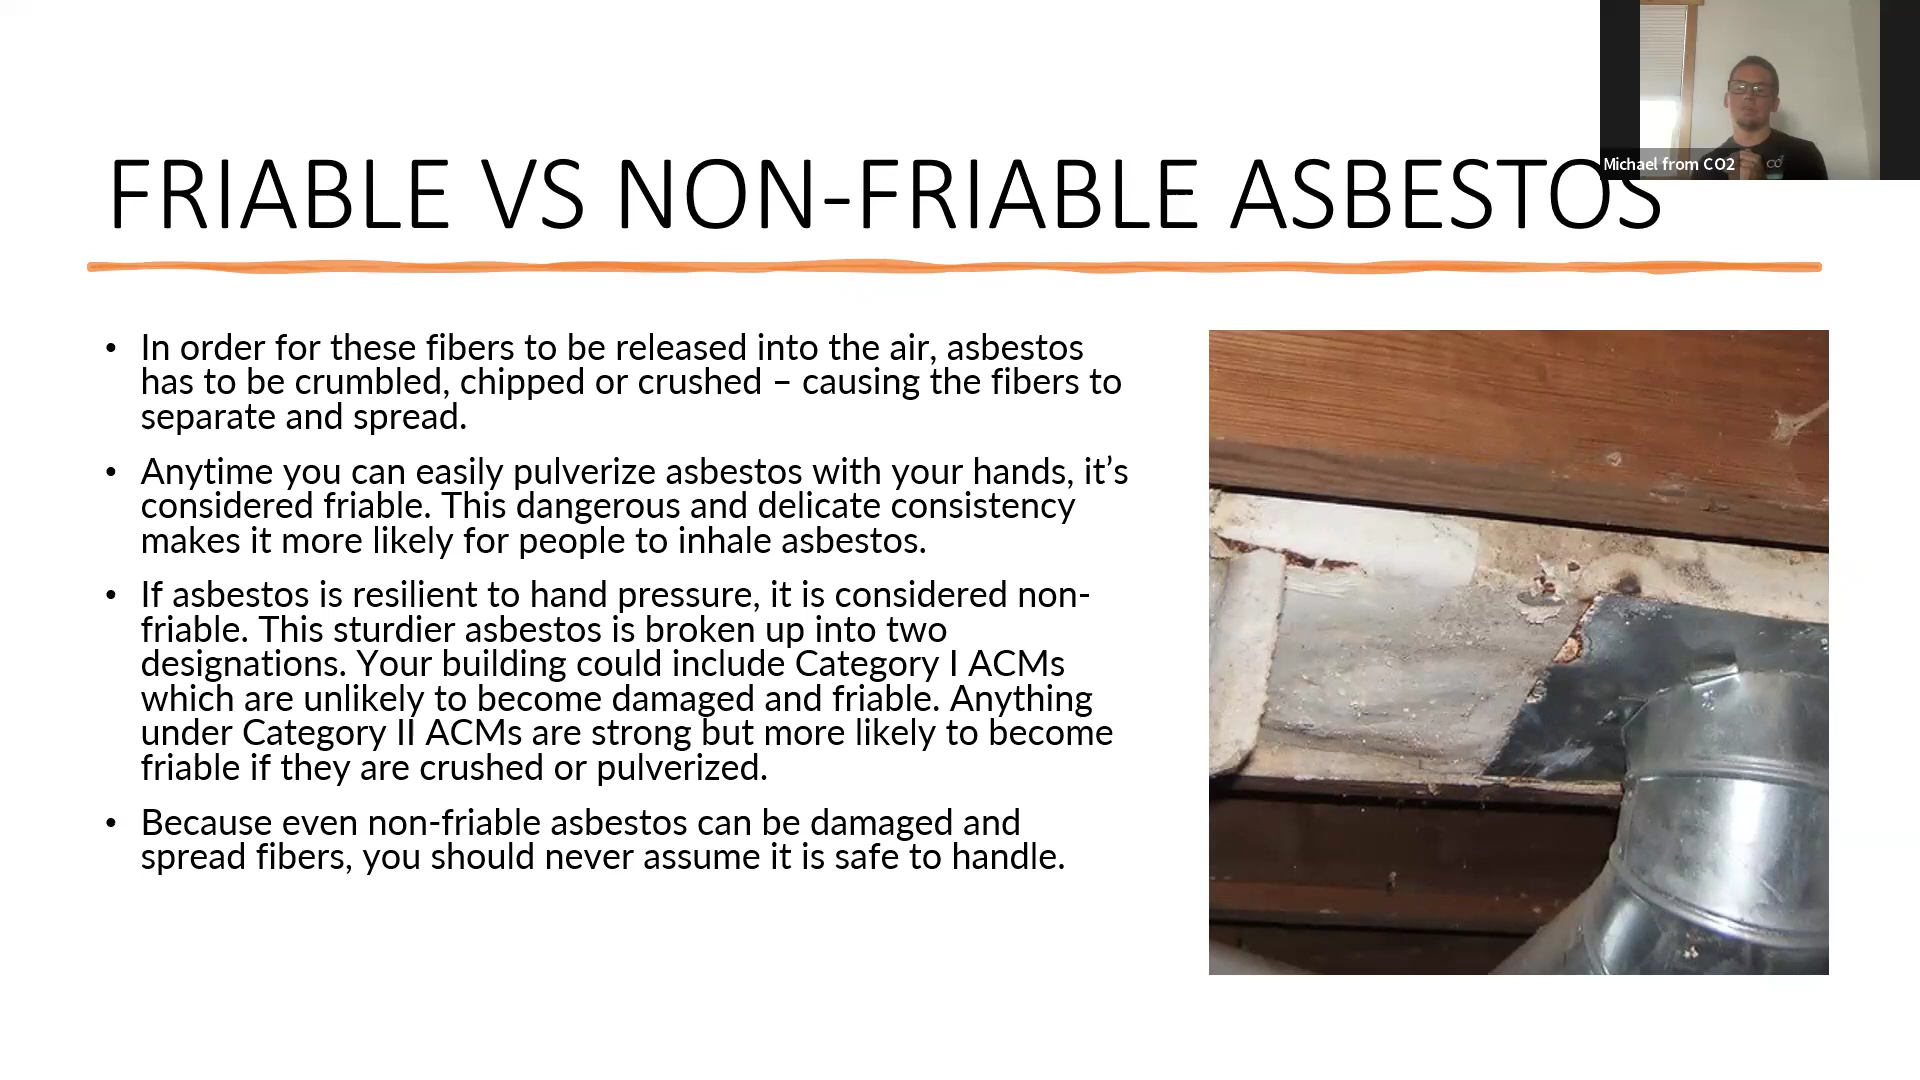 Michael from CO2
FRIABLE VS NON-FRIABLE ASBESTOS
• In order for these fibers to be released into the air, asbestos
has to be crumbled, chipped or crushed – causing the fibers to
separate and spread.
• Anytime you can easily pulverize asbestos with your hands, it’s
considered friable. This dangerous and delicate consistency
makes it more likely for people to inhale asbestos.
• If asbestos is resilient to hand pressure, it is considered non-
friable. This sturdier asbestos is broken up into two
designations. Your building could include Category I ACMs
which are unlikely to become damaged and friable. Anything
under Category II ACMs are strong but more likely to become
friable if they are crushed or pulverized.
• Because even non-friable asbestos can be damaged and
spread fibers, you should never assume it is safe to handle.